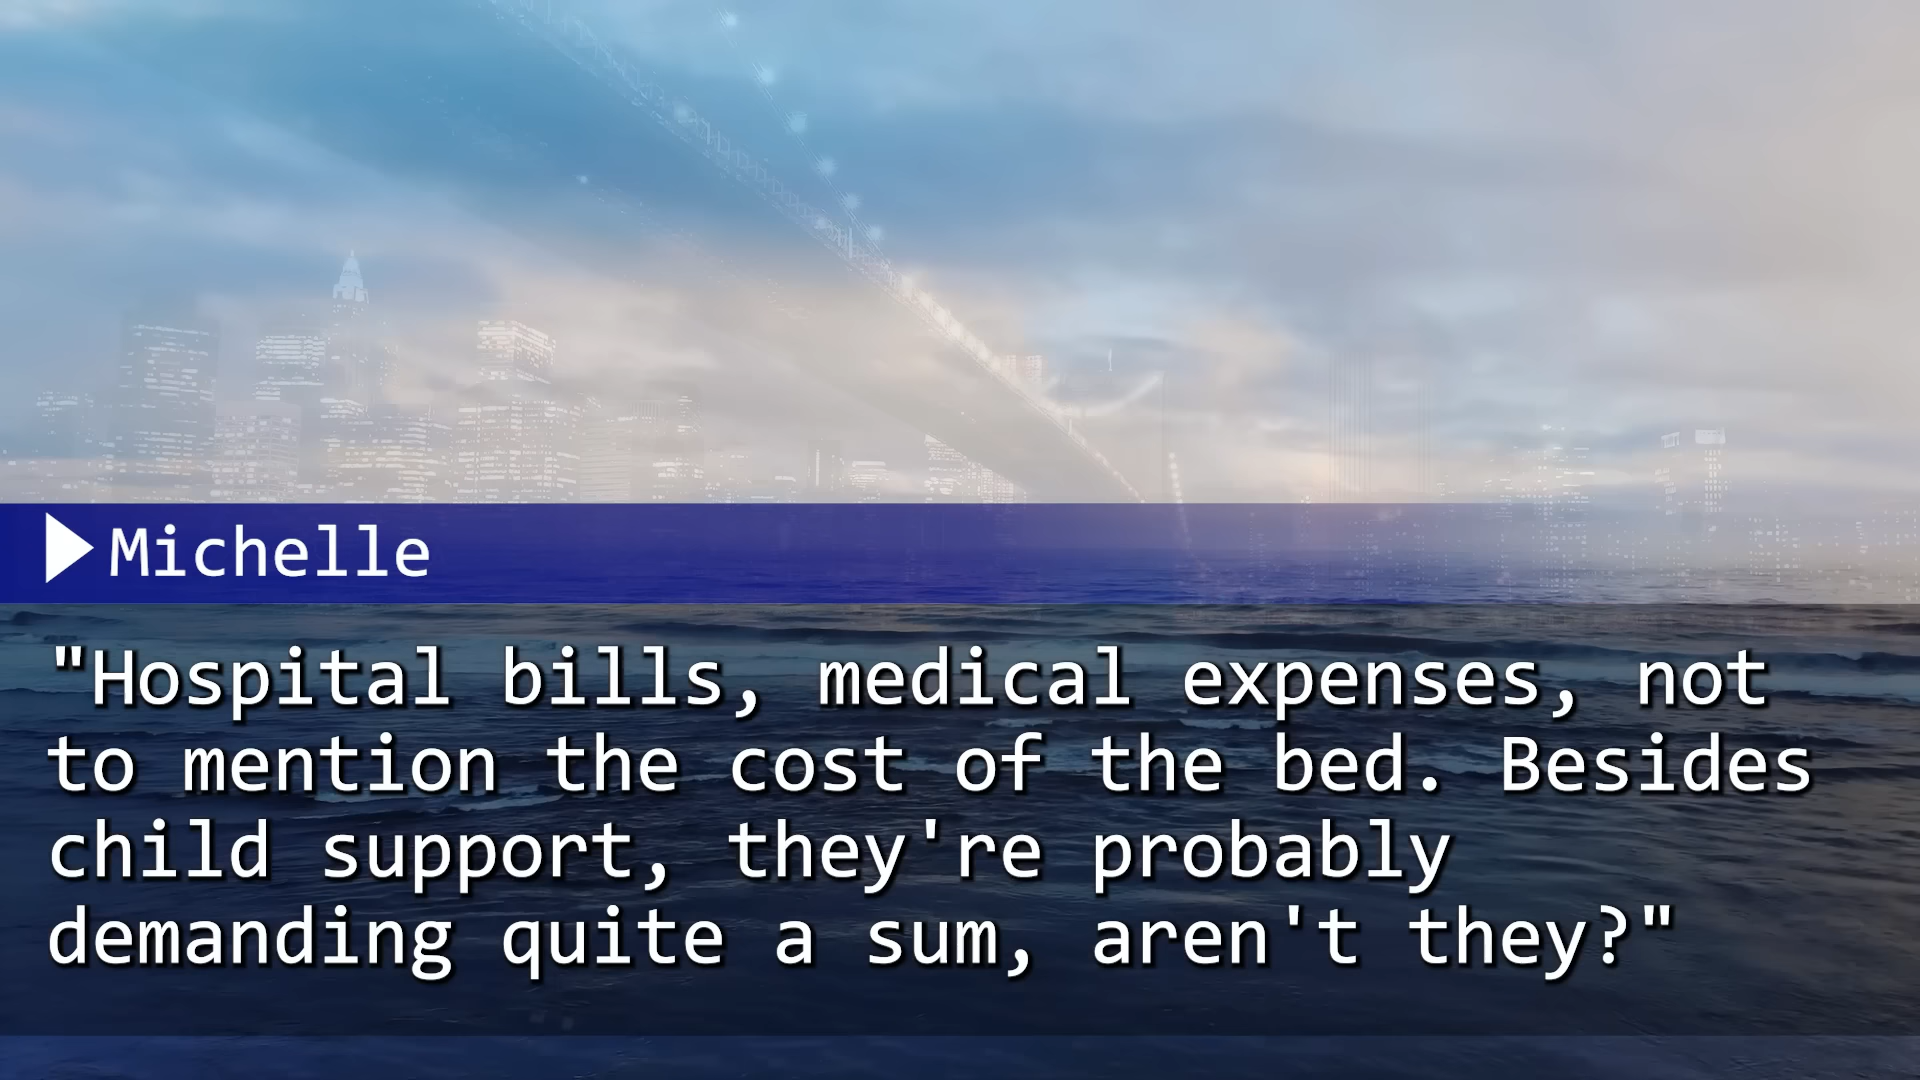 Michelle
"Hospital bills, medical expenses, not
to mention the cost of the bed. Besides
child support, they're probably
demanding quite a sum, aren't they?"